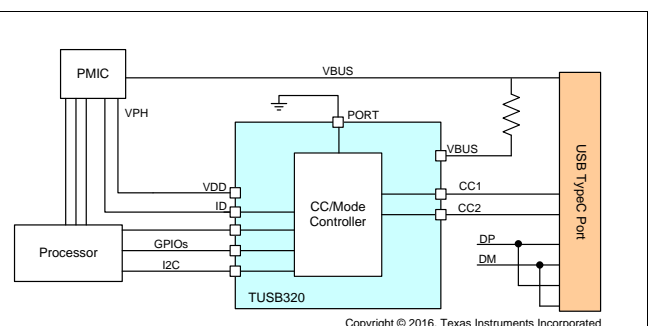 PMIC
VBUS
VPH
PORT
VBUS
VDD
ID
CC/Mode
Controller
CC1
CC2
USB TypeC Port
Processor
GPIOs
I2C
DP
DM
TUSB320
Copyright © 2016, Texas Instruments Incorporated